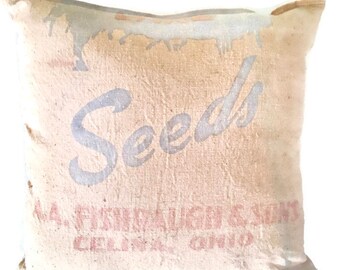 Seeds
A.A. FISHBAUGH & SONS
CELINA, OHIO